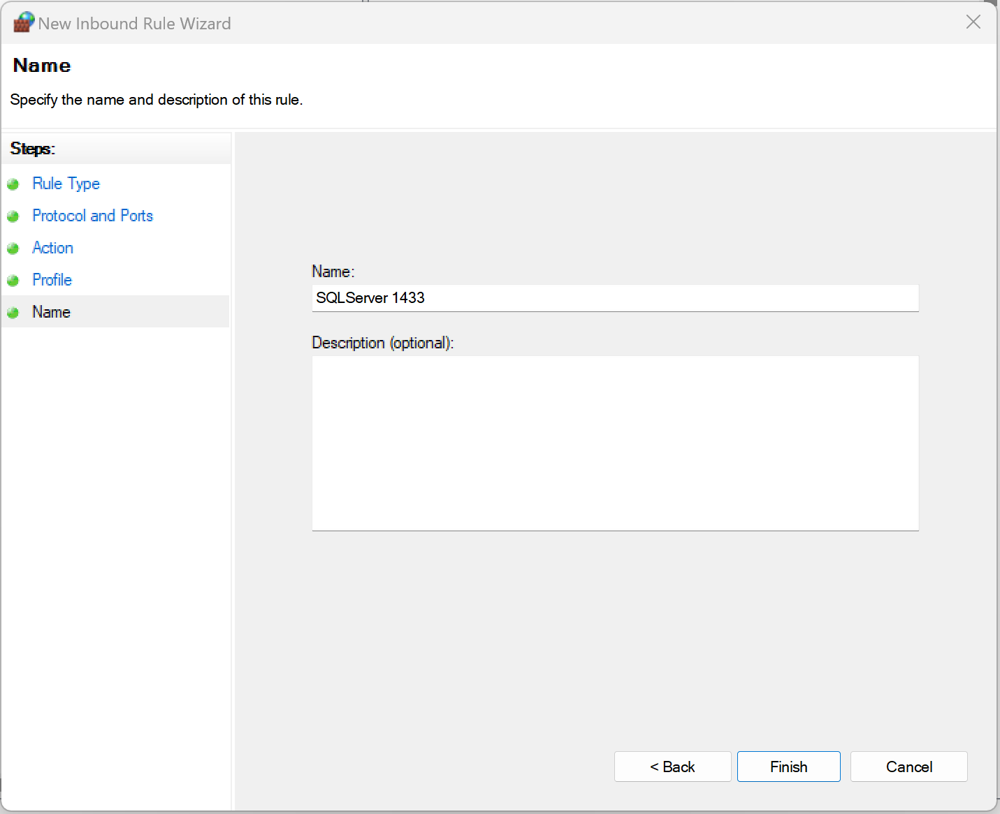 New Inbound Rule Wizard
Name
Specify the name and description of this rule.
Steps:
Rule Type
Protocol and Ports
Action
Profile
Name
Name:
SQLServer 1433
Description (optional):
< Back
Finish
Cancel